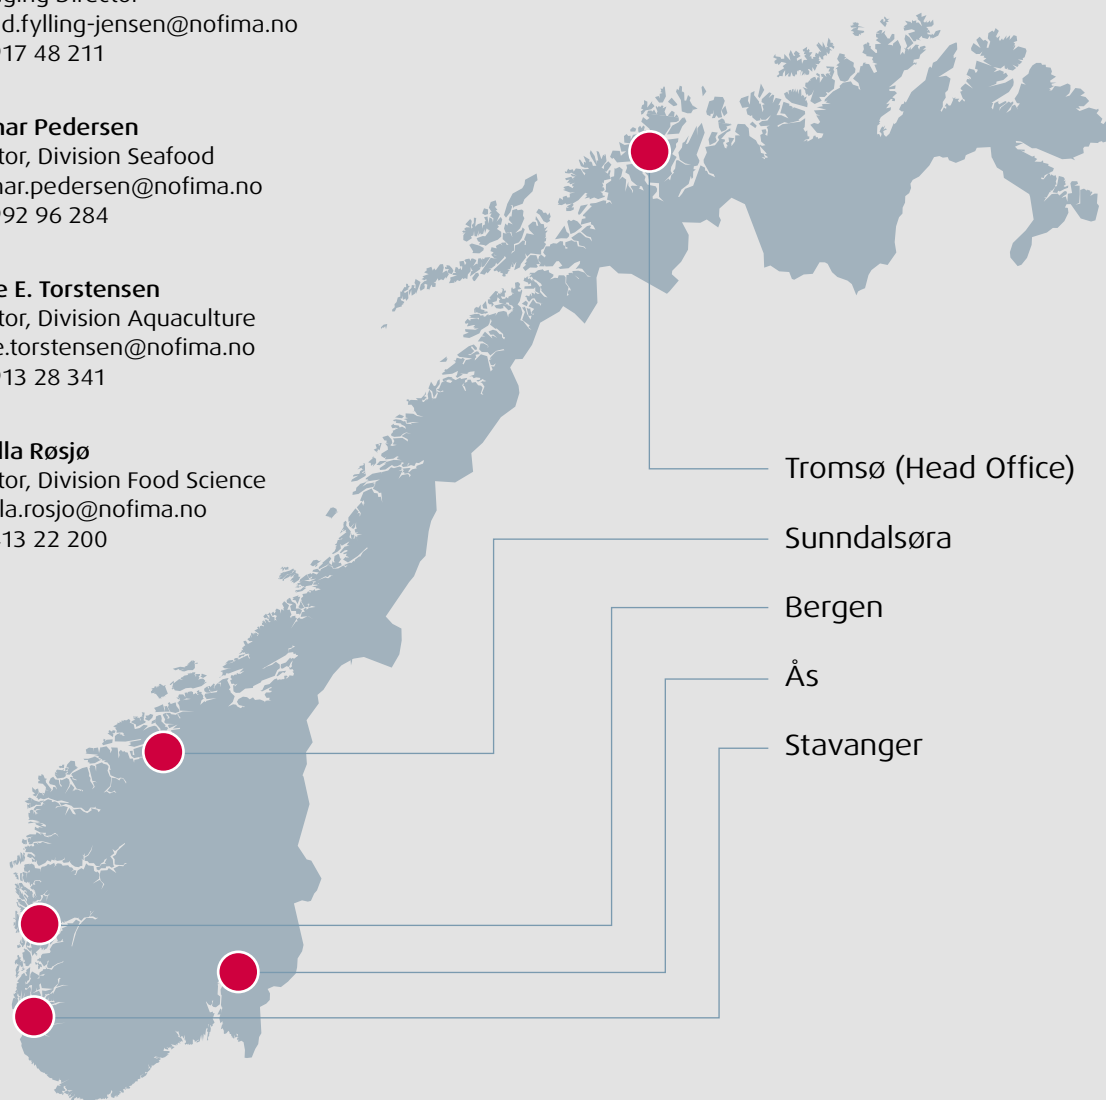 d.fylling-jensen@nofima.no
17 48 211
nar Pedersen
tor, Division Seafood
nar.pedersen@nofima.no
92 96 284
e E. Torstensen
tor, Division Aquaculture
e.torstensen@nofima.no
13 28 341
lla Røsjø
tor, Division Food Science
la.rosjo@nofima.no
13 22 200
Tromsø (Head Office)
Sunndalsøra
Bergen
Ås
Stavanger